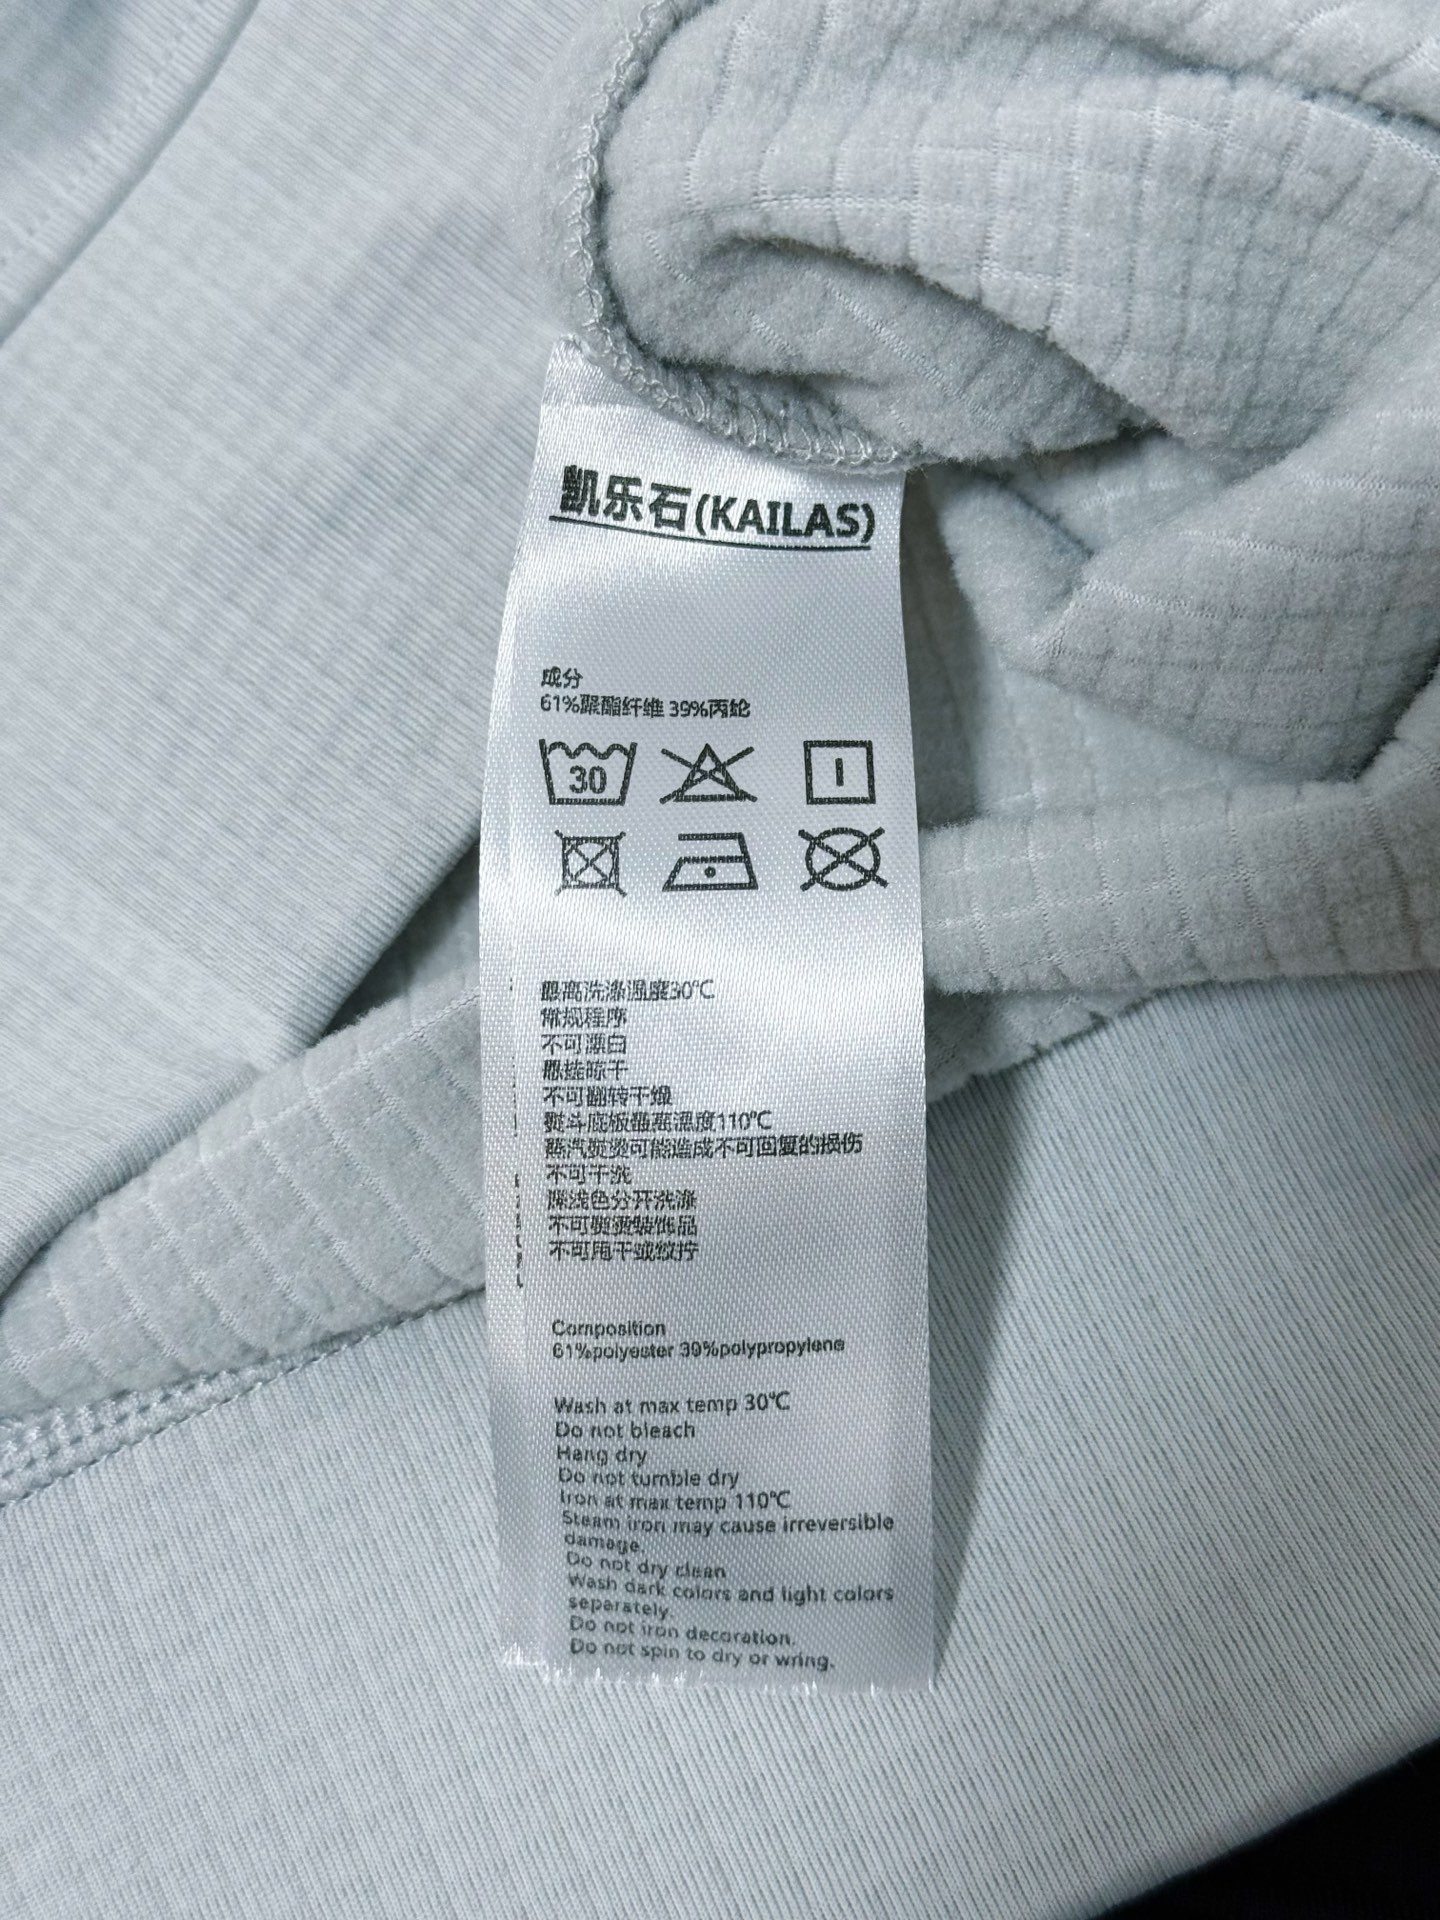 凯乐石(KAILAS)
成分
61%聚酯纤维 39%丙纶
30
最高洗涤温度30℃
常规程序
不可漂白
悬挂晾干
不可翻转干燥
熨斗底板最高温度110℃
蒸汽熨烫可能造成不可回复的损伤
不可干洗
深浅色分开洗涤
不可熨烫装饰品
不可甩干或绞拧
Composition
61%polyester 39%polypropylene
Wash at max temp 30℃
Do not bleach
Hang dry
Do not tumble dry
Iron at max temp 110℃
Steam iron may cause irreversible
damage.
Do not dry clean
Wash dark colors and light colors
separately.
Do not iron decoration.
Do not spin to dry or wring.